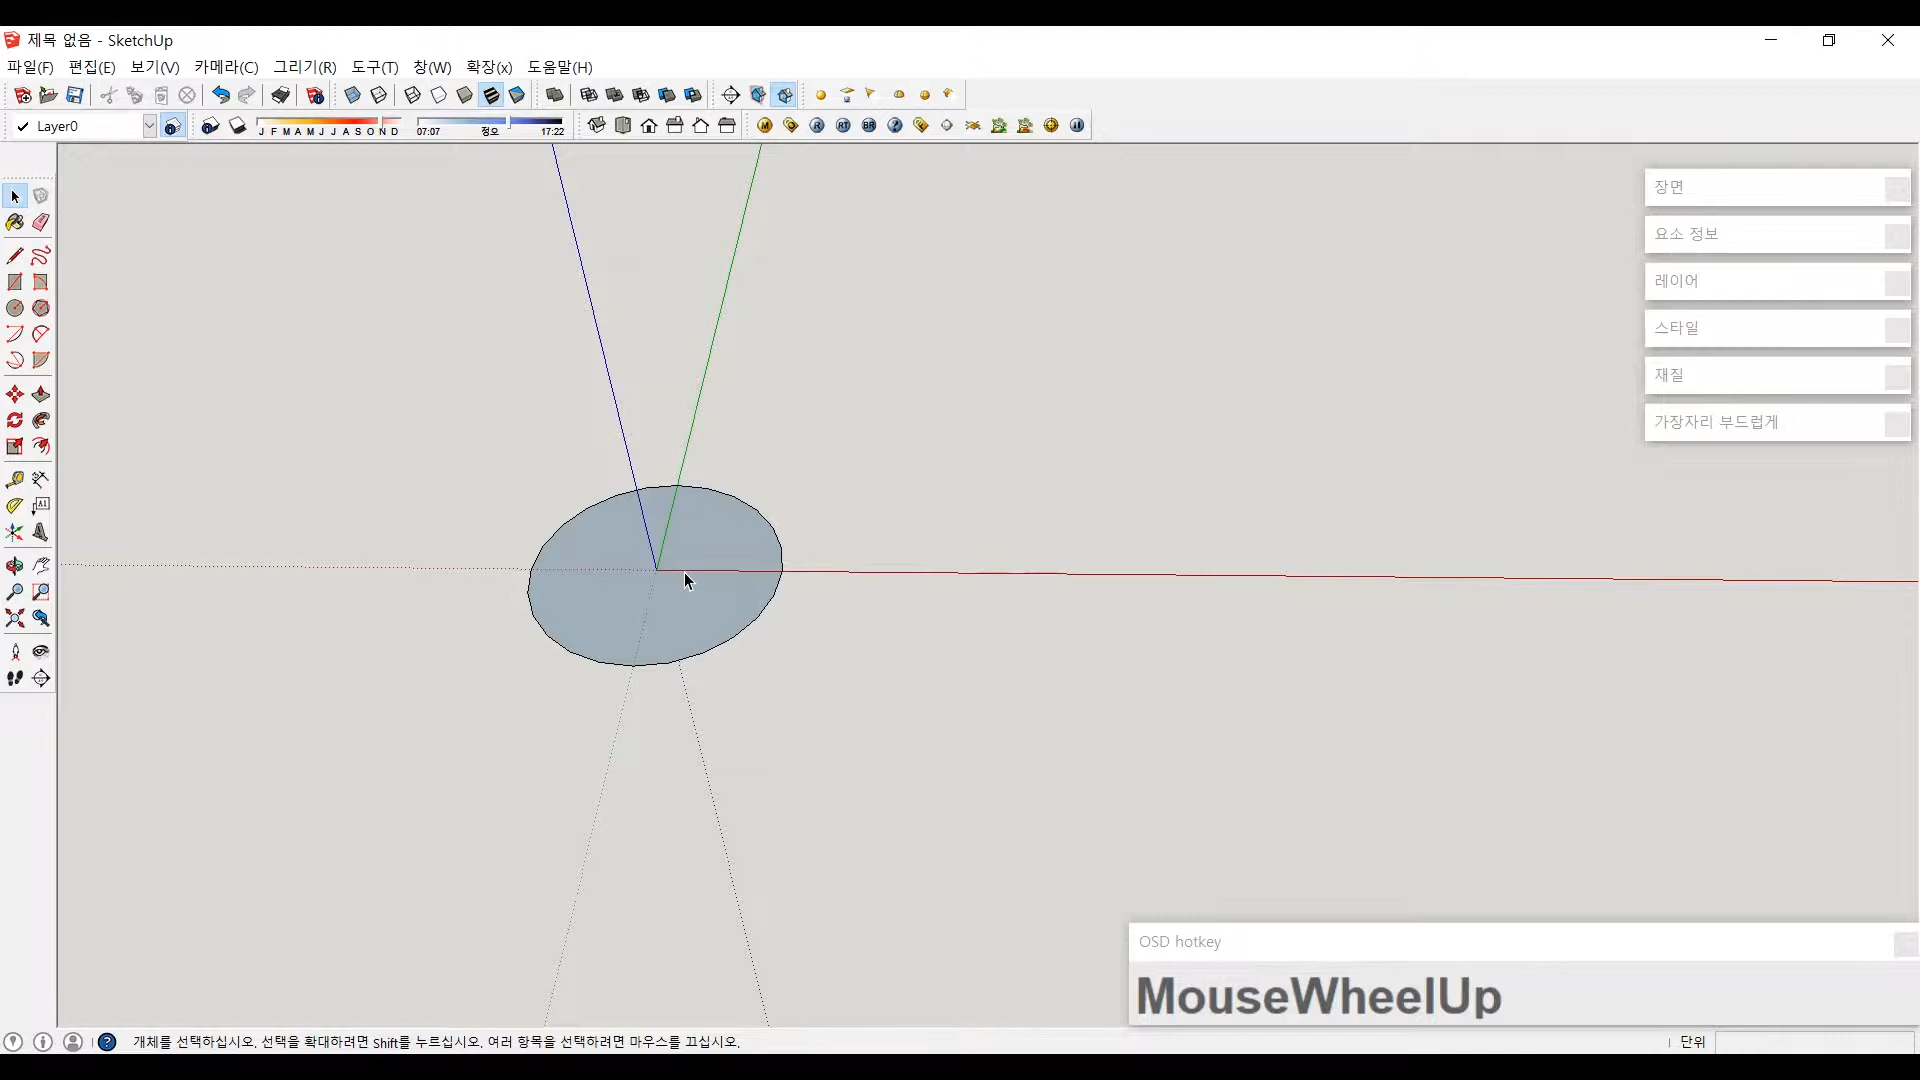 제목 없음 - SketchUp
파일(F) 편집(E) 보기(V) 카메라(C) 그리기(R) 도구(T) 창(W) 확장(x) 도움말(H)
Layer0
J F M A M J J A S O N D
07:07 정오 17:22
M R RT BR
A1
장면
요소 정보
레이어
스타일
재질
가장자리 부드럽게
OSD hotkey
MouseWheelUp
개체를 선택하십시오. 선택을 확대하려면 Shift를 누르십시오. 여러 항목을 선택하려면 마우스를 끄십시오.
단위